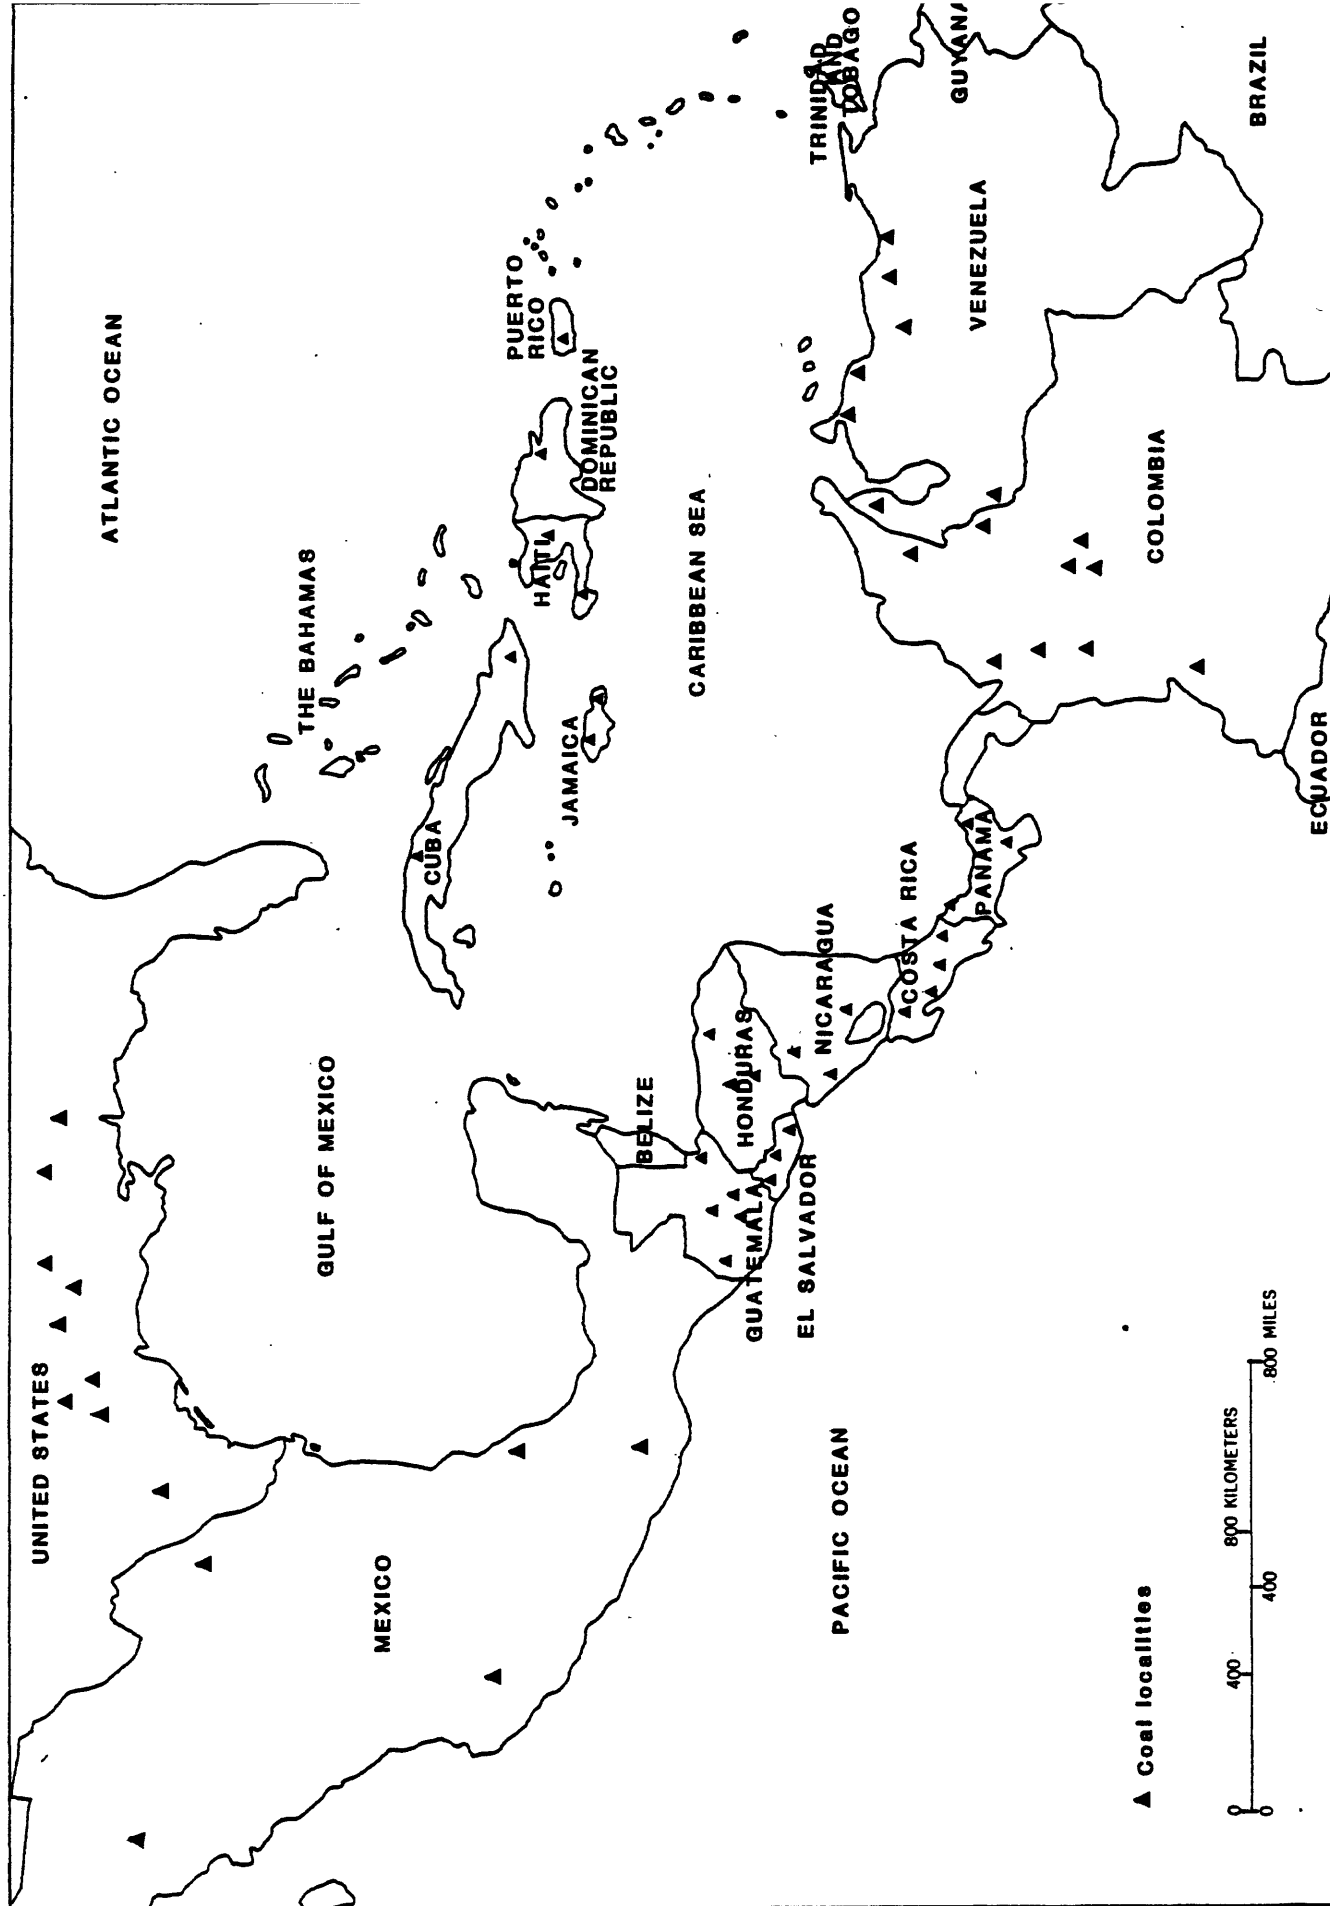 UNITED STATES
ATLANTIC OCEAN
GULF OF MEXICO
THE BAHAMAS
MEXICO
CUBA
HAITI
PUERTO
RICO
DOMINICAN
REPUBLIC
JAMAICA
BELIZE
CARIBBEAN SEA
GUATEMALA
HONDURAS
EL SALVADOR
NICARAGUA
TRINIDAD
AND
TOBAGO
PACIFIC OCEAN
COSTA RICA
PANAMA
VENEZUELA
GUYANA
COLOMBIA
BRAZIL
ECUADOR
Coal localities
0 400 800 KILOMETERS
0 400 800 MILES